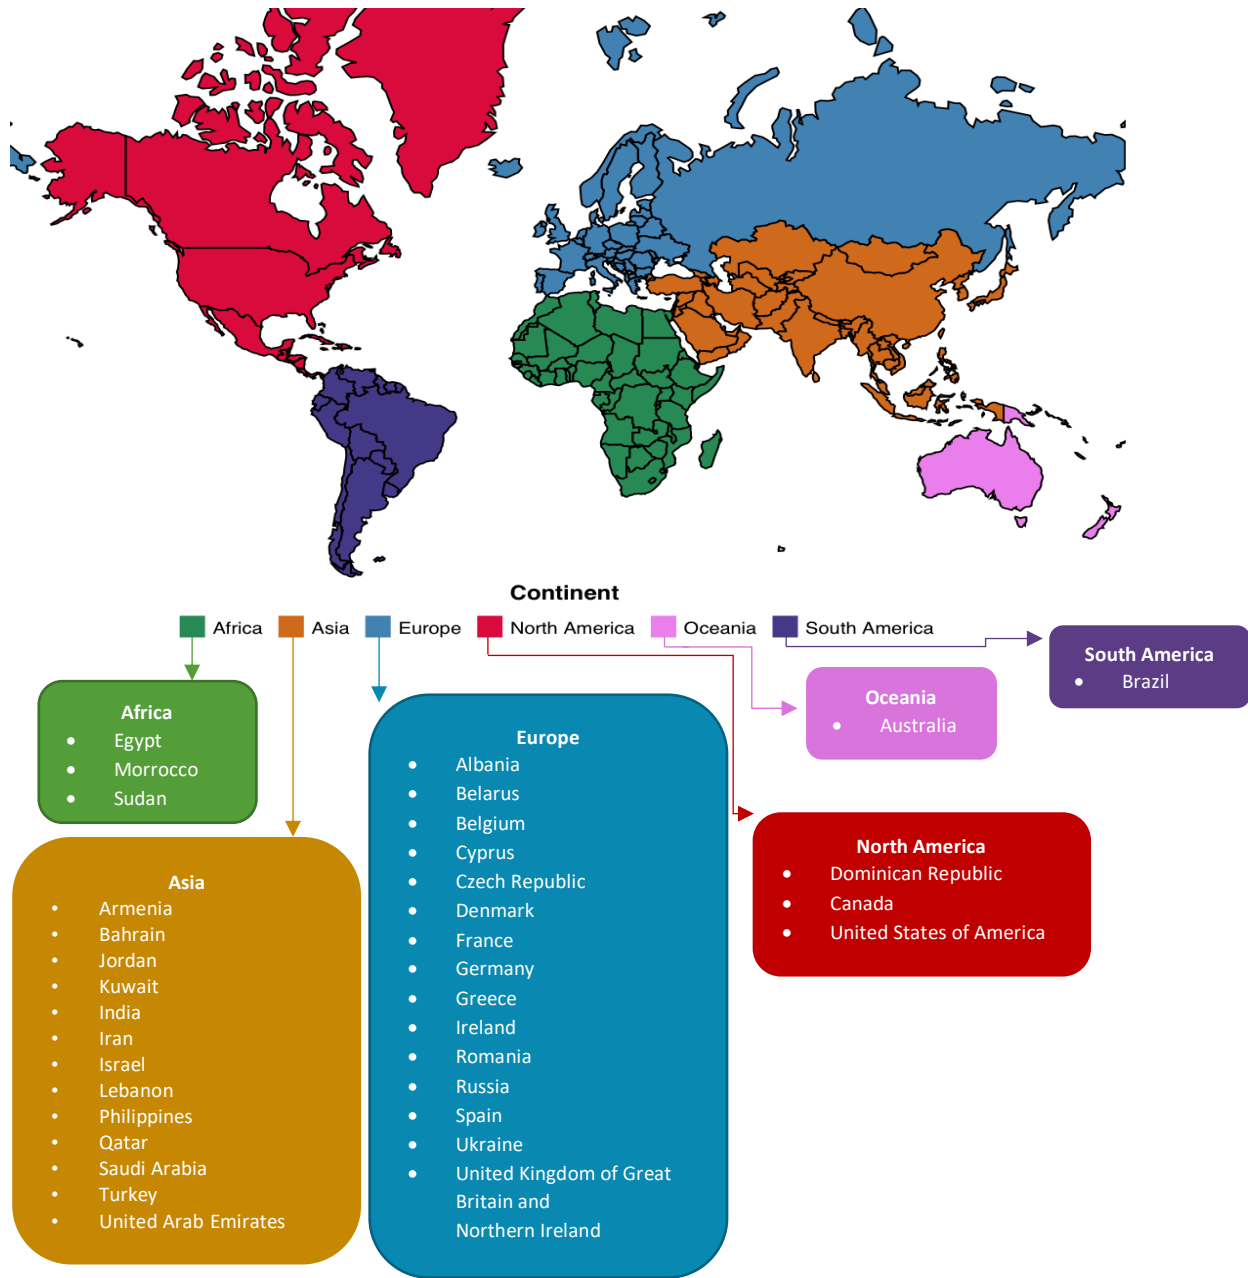 Continent
Africa
Asia
Europe
North America
Oceania
South America
South America
• Brazil
Oceania
• Australia
Africa
• Egypt
• Morrocco
• Sudan
Europe
• Albania
• Belarus
• Belgium
• Cyprus
• Czech Republic
• Denmark
• France
• Germany
• Greece
• Ireland
• Romania
• Russia
• Spain
• Ukraine
• United Kingdom of Great
Britain and
Northern Ireland
North America
• Dominican Republic
• Canada
• United States of America
Asia
• Armenia
• Bahrain
• Jordan
• Kuwait
• India
• Iran
• Israel
• Lebanon
• Philippines
• Qatar
• Saudi Arabia
• Turkey
• United Arab Emirates